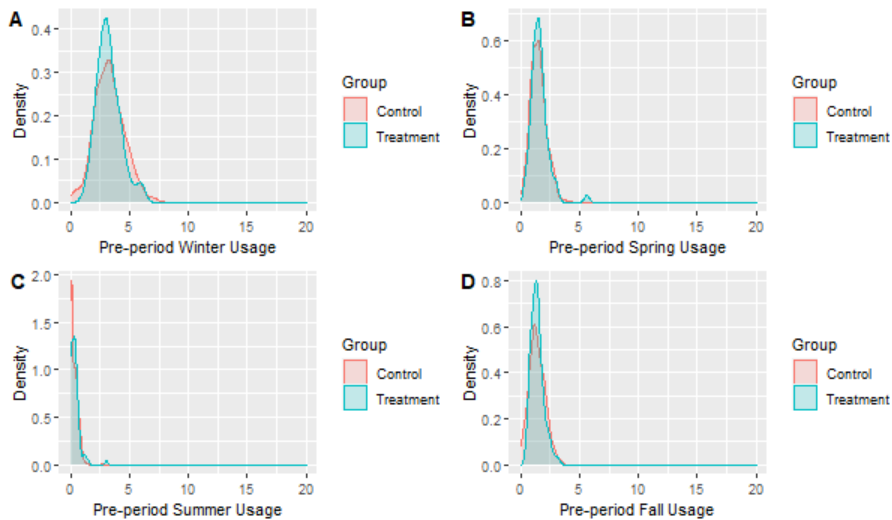 A
0.4
0.3
0.2
0.1
0.0
Density
0 5 10 15 20
Pre-period Winter Usage
Group
Control
Treatment
B
0.6
0.4
0.2
0.0
Density
0 5 10 15 20
Pre-period Spring Usage
Group
Control
Treatment
C
2.0
1.5
1.0
0.5
0.0
Density
0 5 10 15 20
Pre-period Summer Usage
Group
Control
Treatment
D
0.8
0.6
0.4
0.2
0.0
Density
0 5 10 15 20
Pre-period Fall Usage
Group
Control
Treatment